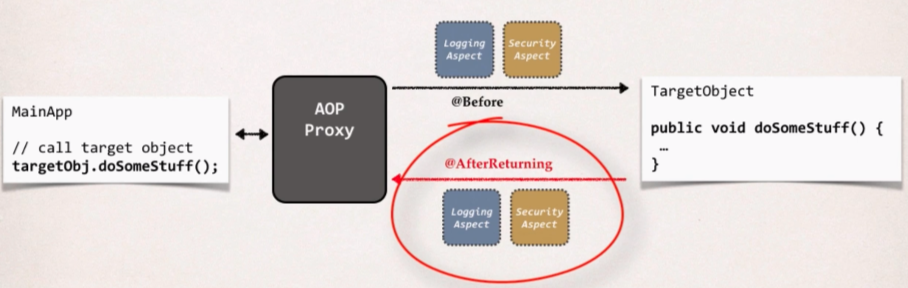 Logging
Aspect
Security
Aspect
@Before
MainApp
// call target object
targetObj.doSomeStuff();
AOP
Proxy
TargetObject
public void doSomeStuff() {
…
}
@AfterReturning
Logging
Aspect
Security
Aspect